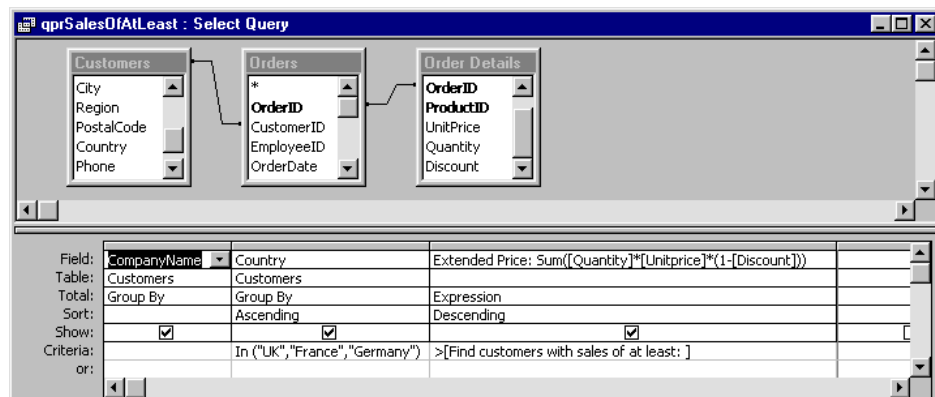 qprSalesOfAtLeast : Select Query
Customers
City
Region
PostalCode
Country
Phone
Orders
*
OrderID
CustomerID
EmployeeID
OrderDate
Order Details
OrderID
ProductID
UnitPrice
Quantity
Discount
Field: CompanyName Country Extended Price: Sum([Quantity]*[Unitprice]*(1-[Discount]))
Table: Customers Customers
Total: Group By Group By Expression
Sort: Ascending Descending
Show:
Criteria: In ("UK","France","Germany") >[Find customers with sales of at least: ]
or: